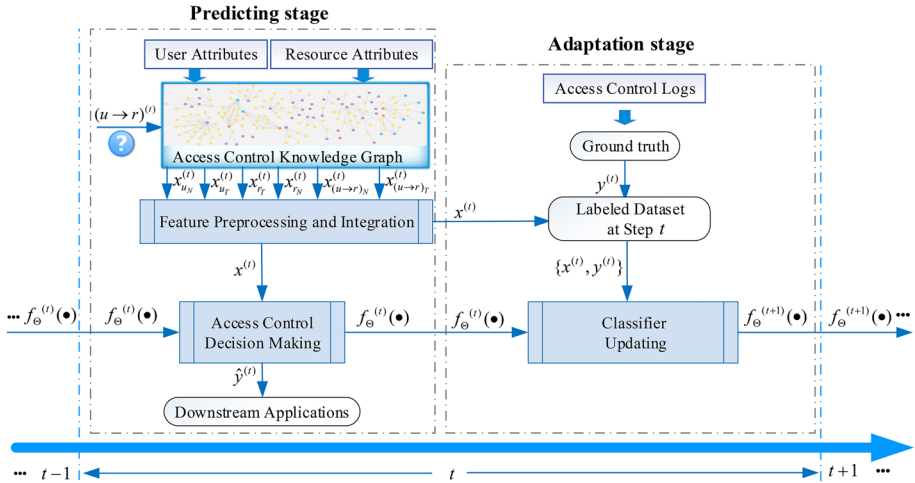 Predicting stage
User Attributes
Resource Attributes
(u → r)^(t)
?
Access Control Knowledge Graph
x_{u_N}^{(t)} x_{u_T}^{(t)} x_{r_T}^{(t)} x_{r_N}^{(t)} x_{(u→r)_N}^{(t)} x_{(u→r)_T}^{(t)}
Feature Preprocessing and Integration
x^(t)
x^(t)
Adaptation stage
Access Control Logs
Ground truth
y^(t)
Labeled Dataset
at Step t
{x^(t), y^(t)}
••• f_Θ^(t)(•)
f_Θ^(t)(•)
Access Control
Decision Making
f_Θ^(t)(•)
f_Θ^(t)(•)
Classifier
Updating
f_Θ^(t+1)(•)
f_Θ^(t+1)(•) •••
ŷ^(t)
Downstream Applications
••• t−1
t
t+1 •••